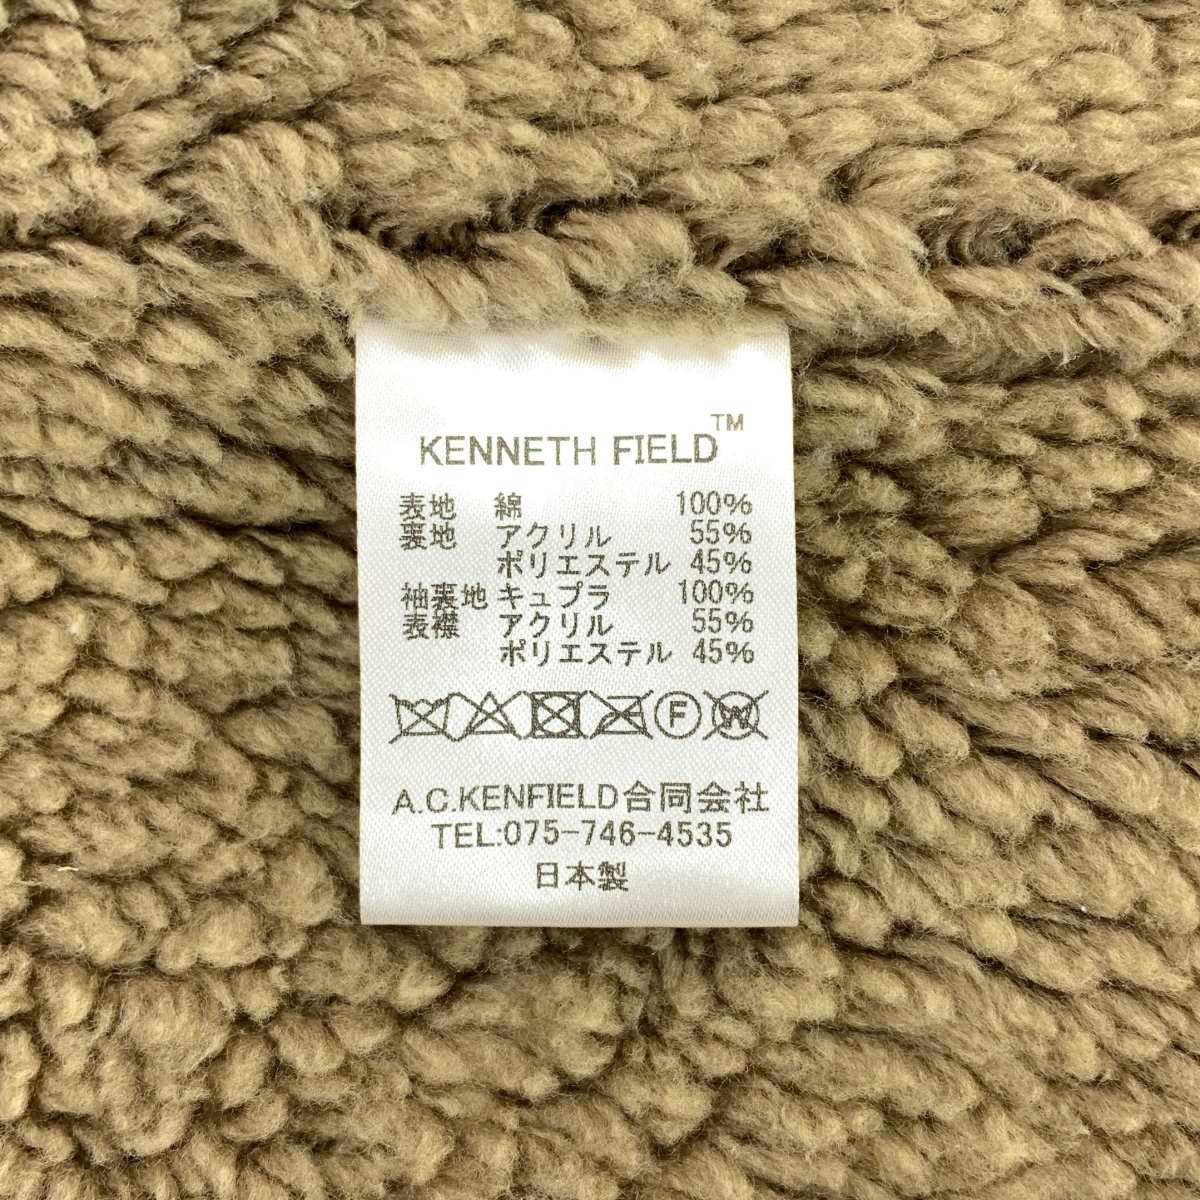 KENNETH FIELD™
表地 綿 100%
裏地 アクリル 55%
ポリエステル 45%
袖裏地 キュプラ 100%
表襟 アクリル 55%
ポリエステル 45%
F W
A.C.KENFIELD合同会社
TEL:075-746-4535
日本製